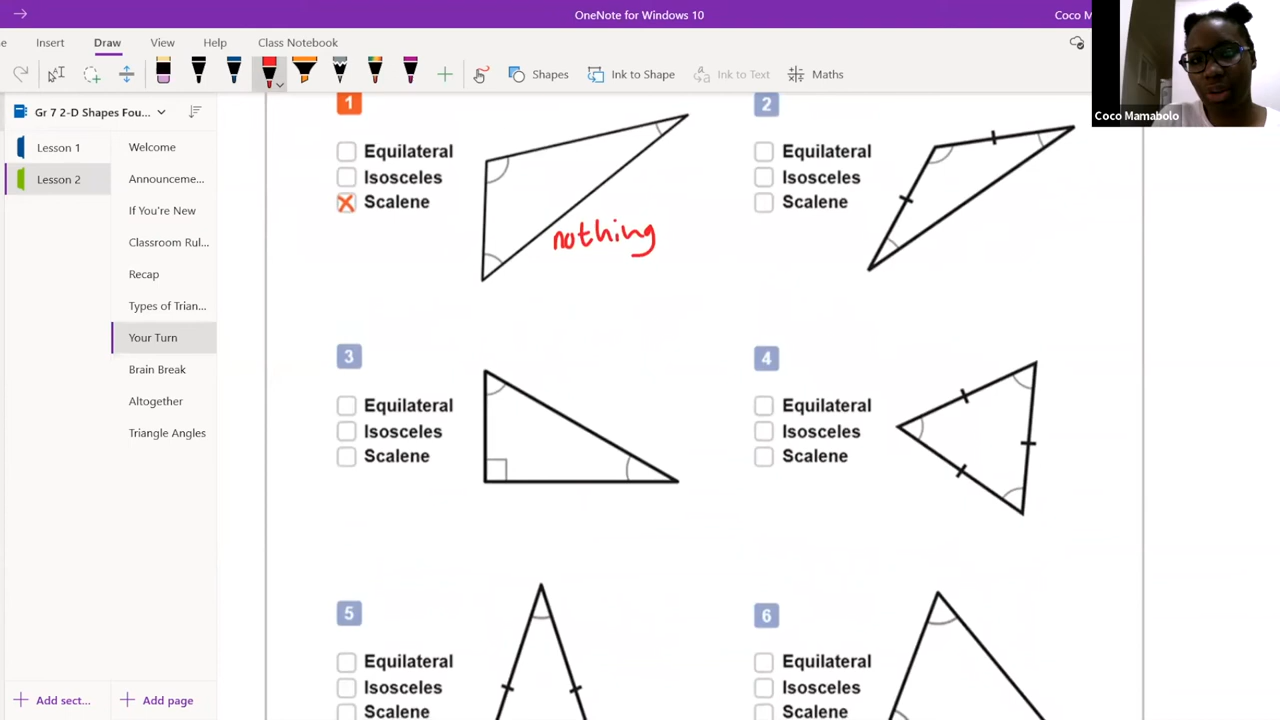 OneNote for Windows 10
Coco M
e
Insert
Draw
View
Help
Class Notebook
Shapes
Ink to Shape
Ink to Text
Maths
Coco Mamabolo
Gr 7 2-D Shapes Fou...
Lesson 1
Lesson 2
Welcome
Announceme...
If You're New
Classroom Rul...
Recap
Types of Trian...
Your Turn
Brain Break
Altogether
Triangle Angles
Add sect...
Add page
1
Equilateral
Isosceles
Scalene
nothing
2
Equilateral
Isosceles
Scalene
3
Equilateral
Isosceles
Scalene
4
Equilateral
Isosceles
Scalene
5
Equilateral
Isosceles
Scalene
6
Equilateral
Isosceles
Scalene